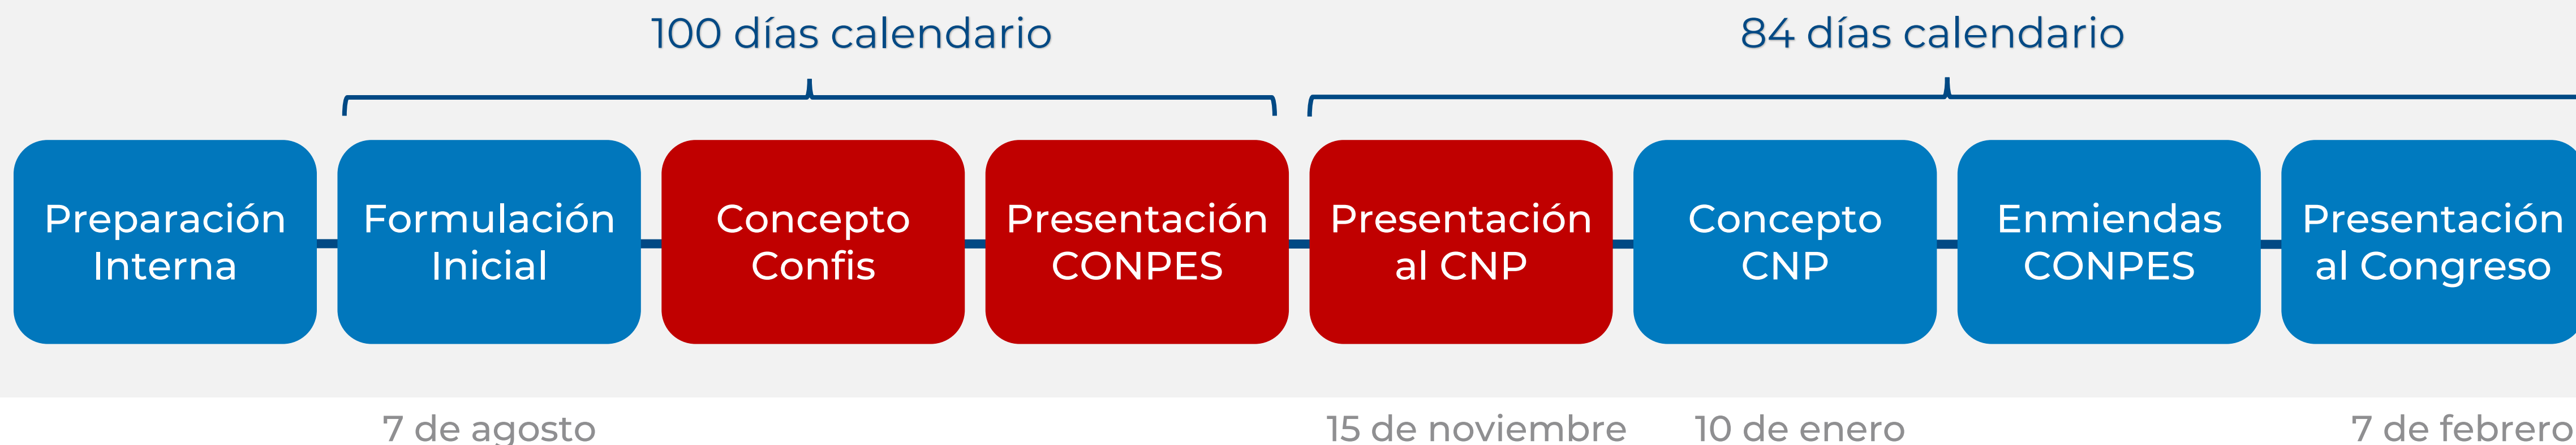 100 días calendario
84 días calendario
Preparación
Interna
Formulación
Inicial
Concepto
Confis
Presentación
CONPES
Presentación
al CNP
Concepto
CNP
Enmiendas
CONPES
Presentación
al Congreso
7 de agosto
15 de noviembre
10 de enero
7 de febrero